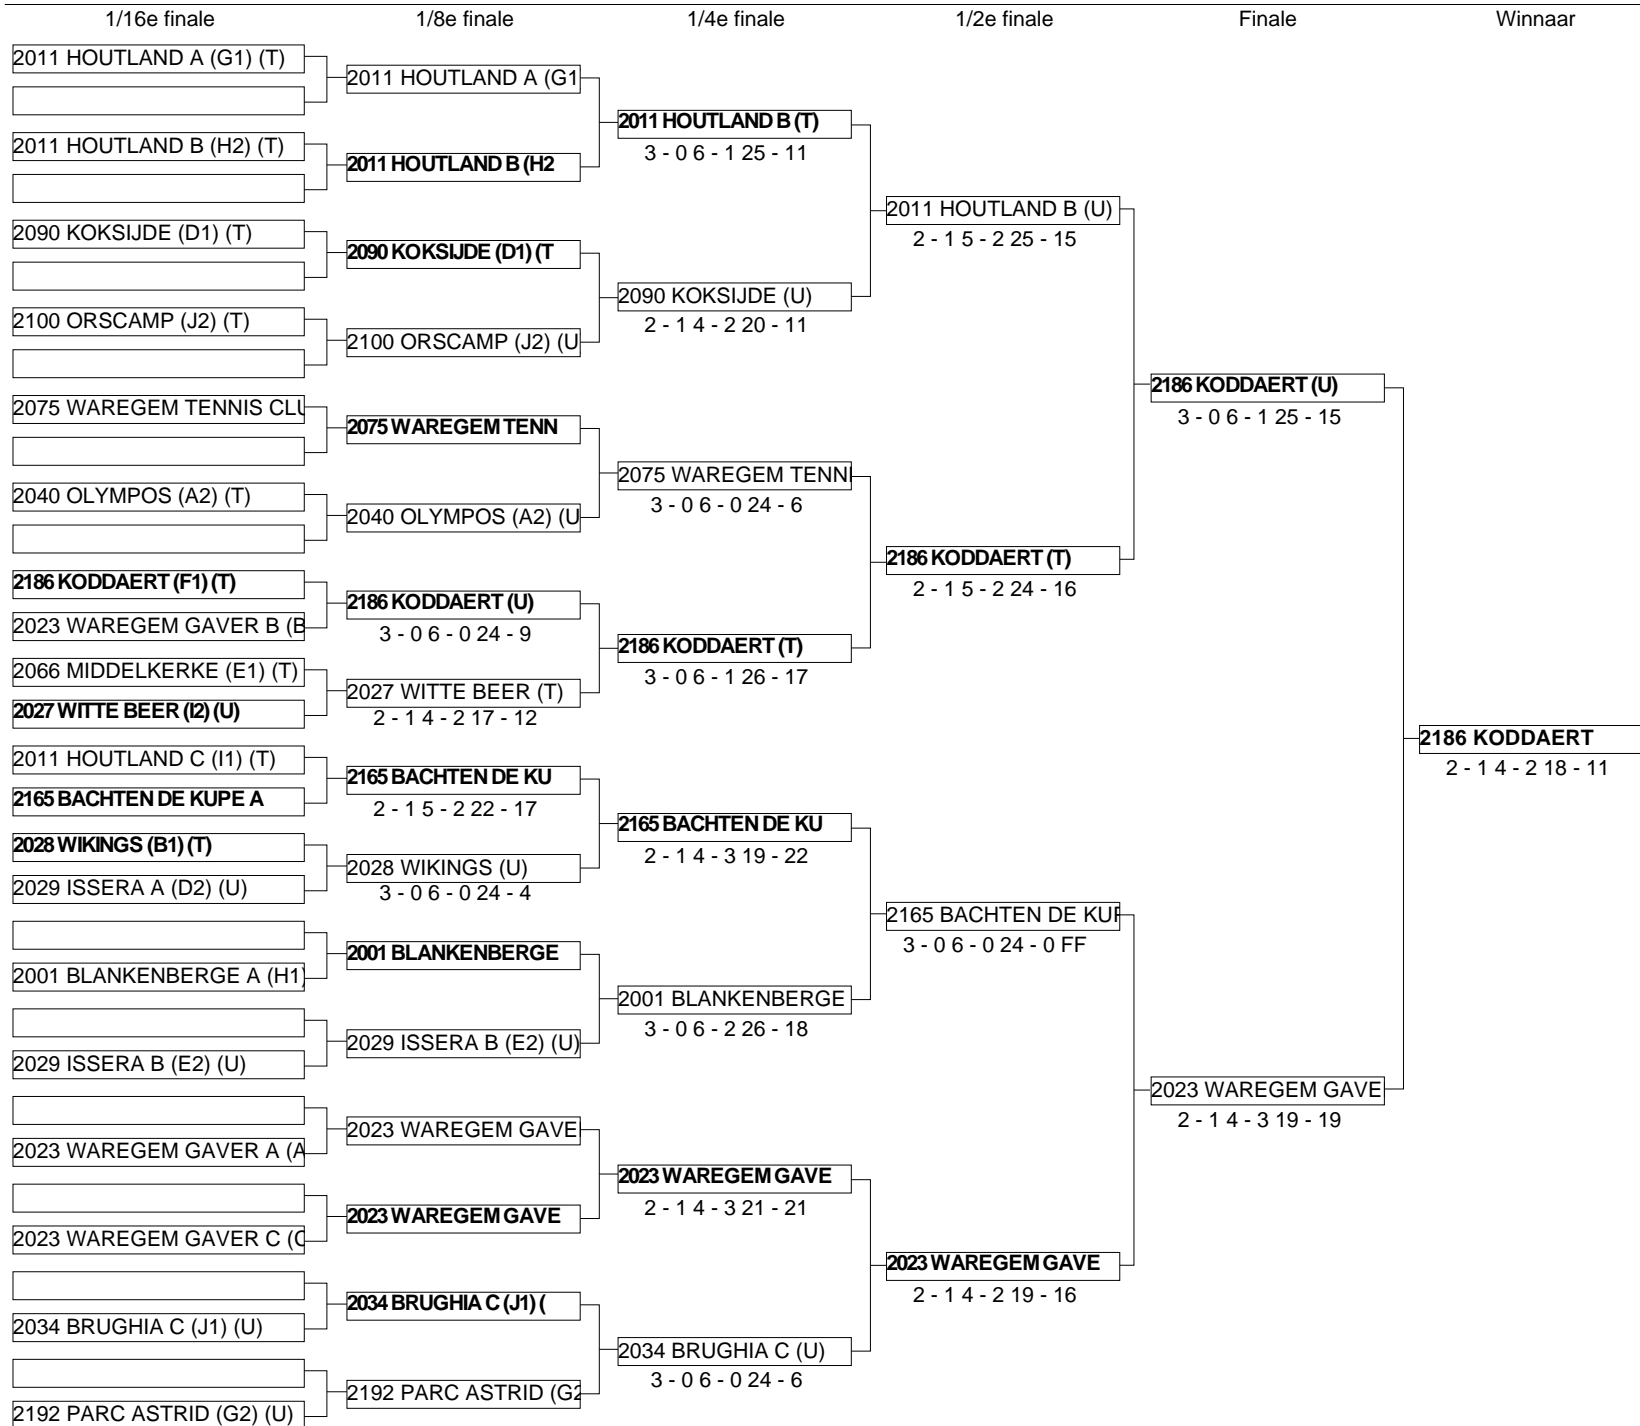 1/16e finale
1/8e finale
1/4e finale
1/2e finale
Finale
Winnaar
2011 HOUTLAND A (G1) (T)
2011 HOUTLAND B (H2) (T)
2090 KOKSIJDE (D1) (T)
2100 ORSCAMP (J2) (T)
2075 WAREGEM TENNIS CLU
2040 OLYMPOS (A2) (T)
2186 KODDAERT (F1) (T)
2023 WAREGEM GAVER B (B
2066 MIDDELKERKE (E1) (T)
2027 WITTE BEER (I2) (U)
2011 HOUTLAND C (I1) (T)
2165 BACHTEN DE KUPE A
2028 WIKINGS (B1) (T)
2029 ISSERA A (D2) (U)
2001 BLANKENBERGE A (H1)
2029 ISSERA B (E2) (U)
2023 WAREGEM GAVER A (A
2023 WAREGEM GAVER C (C
2034 BRUGHIA C (J1) (U)
2192 PARC ASTRID (G2) (U)
2011 HOUTLAND A (G1
2011 HOUTLAND B (H2
2090 KOKSIJDE (D1) (T
2100 ORSCAMP (J2) (U
2075 WAREGEM TENN
2040 OLYMPOS (A2) (U
2186 KODDAERT (U)
3 - 0 6 - 0 24 - 9
2027 WITTE BEER (T)
2 - 1 4 - 2 17 - 12
2165 BACHTEN DE KU
2 - 1 5 - 2 22 - 17
2028 WIKINGS (U)
3 - 0 6 - 0 24 - 4
2001 BLANKENBERGE
2029 ISSERA B (E2) (U)
2023 WAREGEM GAVE
2023 WAREGEM GAVE
2034 BRUGHIA C (J1) (
2192 PARC ASTRID (G2
2011 HOUTLAND B (T)
3 - 0 6 - 1 25 - 11
2090 KOKSIJDE (U)
2 - 1 4 - 2 20 - 11
2075 WAREGEM TENN
3 - 0 6 - 0 24 - 6
2186 KODDAERT (T)
3 - 0 6 - 1 26 - 17
2165 BACHTEN DE KU
2 - 1 4 - 3 19 - 22
2001 BLANKENBERGE
3 - 0 6 - 2 26 - 18
2023 WAREGEM GAVE
2 - 1 4 - 3 21 - 21
2034 BRUGHIA C (U)
3 - 0 6 - 0 24 - 6
2011 HOUTLAND B (U)
2 - 1 5 - 2 25 - 15
2186 KODDAERT (T)
2 - 1 5 - 2 24 - 16
2165 BACHTEN DE KUP
3 - 0 6 - 0 24 - 0 FF
2023 WAREGEM GAVE
2 - 1 4 - 2 19 - 16
2186 KODDAERT (U)
3 - 0 6 - 1 25 - 15
2023 WAREGEM GAVE
2 - 1 4 - 3 19 - 19
2186 KODDAERT
2 - 1 4 - 2 18 - 11